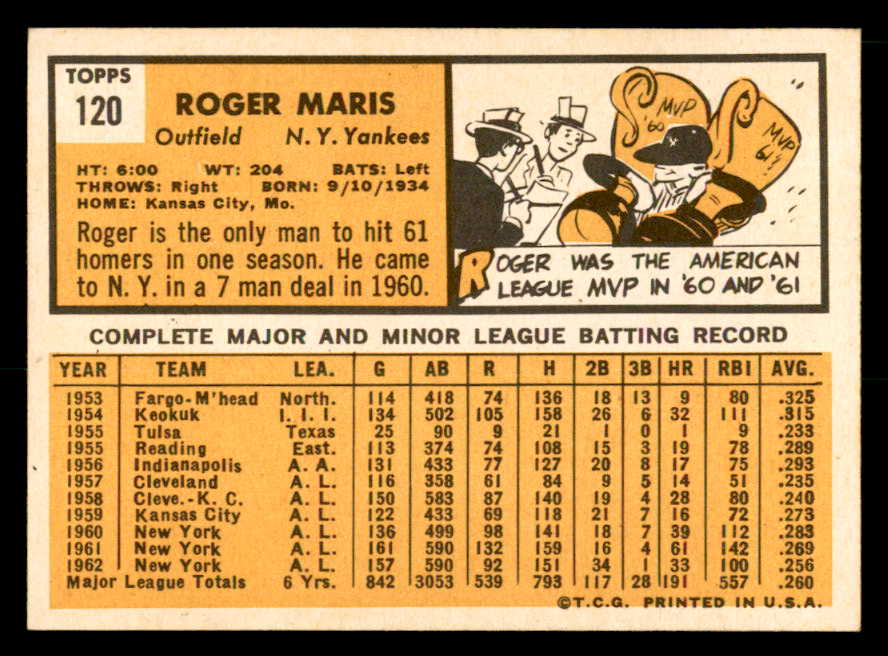 TOPPS
120
ROGER MARIS
Outfield N. Y. Yankees
HT: 6:00 WT: 204 BATS: Left
THROWS: Right BORN: 9/10/1934
HOME: Kansas City, Mo.
Roger is the only man to hit 61
homers in one season. He came
to N. Y. in a 7 man deal in 1960.
MVP
'60
MVP
61!
ROGER WAS THE AMERICAN
LEAGUE MVP IN '60 AND '61
COMPLETE MAJOR AND MINOR LEAGUE BATTING RECORD
YEAR TEAM LEA. G AB R H 2B 3B HR RBI AVG.
1953 Fargo-M'head North. 114 418 74 136 18 13 9 80 .325
1954 Keokuk I. I. I. 134 502 105 158 26 6 32 111 .315
1955 Tulsa Texas 25 90 9 21 1 0 1 9 .233
1955 Reading East. 113 374 74 108 15 3 19 78 .289
1956 Indianapolis A. A. 131 433 77 127 20 8 17 75 .293
1957 Cleveland A. L. 116 358 61 84 9 5 14 51 .235
1958 Cleve.-K. C. A. L. 150 583 87 140 19 4 28 80 .240
1959 Kansas City A. L. 122 433 69 118 21 7 16 72 .273
1960 New York A. L. 136 499 98 141 18 7 39 112 .283
1961 New York A. L. 161 590 132 159 16 4 61 142 .269
1962 New York A. L. 157 590 92 151 34 1 33 100 .256
Major League Totals 6 Yrs. 842 3053 539 793 117 28 191 557 .260
©T.C.G. PRINTED IN U.S.A.